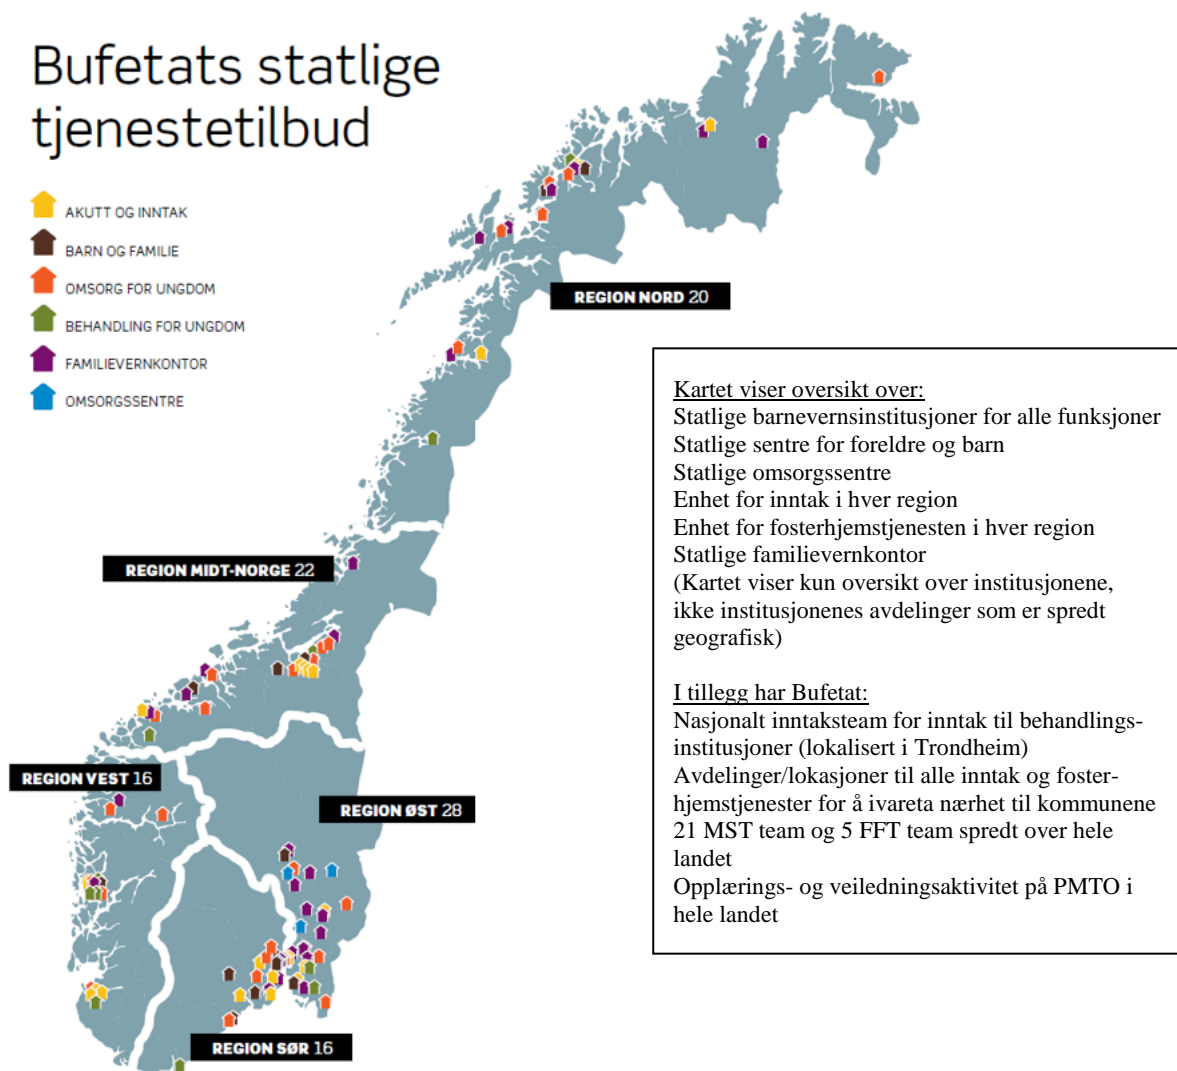 Bufetats statlige
tjenestetilbud
AKUTT OG INNTAK
BARN OG FAMILIE
OMSORG FOR UNGDOM
BEHANDLING FOR UNGDOM
FAMILIEVERNKONTOR
OMSORGSSENTRE
REGION NORD 20
REGION MIDT-NORGE 22
REGION VEST 16
REGION ØST 28
REGION SØR 16
Kartet viser oversikt over:
Statlige barnevernsinstitusjoner for alle funksjoner
Statlige sentre for foreldre og barn
Statlige omsorgssentre
Enhet for inntak i hver region
Enhet for fosterhjemstjenesten i hver region
Statlige familievernkontor
(Kartet viser kun oversikt over institusjonene,
ikke institusjonenes avdelinger som er spredt
geografisk)
I tillegg har Bufetat:
Nasjonalt inntaksteam for inntak til behandlings-
institusjoner (lokalisert i Trondheim)
Avdelinger/lokasjoner til alle inntak og foster-
hjemstjenester for å ivareta nærhet til kommunene
21 MST team og 5 FFT team spredt over hele
landet
Opplærings- og veiledningsaktivitet på PMTO i
hele landet